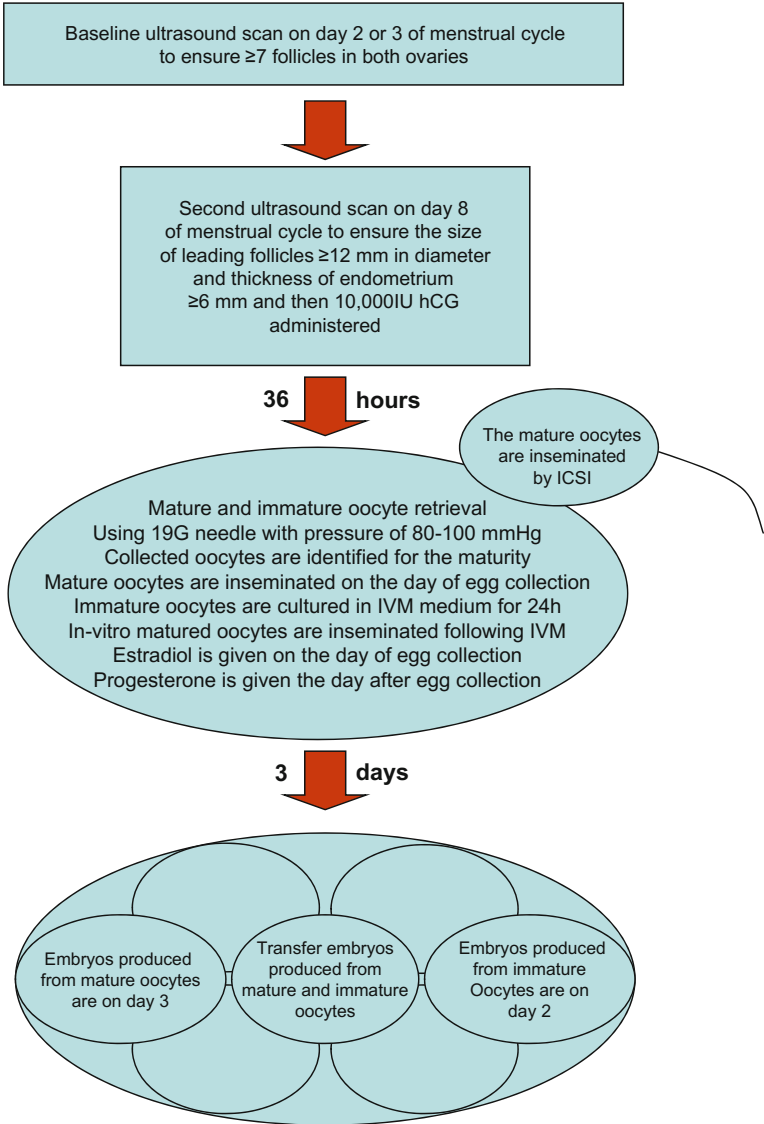 Baseline ultrasound scan on day 2 or 3 of menstrual cycle
to ensure ≥7 follicles in both ovaries
Second ultrasound scan on day 8
of menstrual cycle to ensure the size
of leading follicles ≥12 mm in diameter
and thickness of endometrium
≥6 mm and then 10,000IU hCG
administered
36 hours
The mature oocytes
are inseminated
by ICSI
Mature and immature oocyte retrieval
Using 19G needle with pressure of 80-100 mmHg
Collected oocytes are identified for the maturity
Mature oocytes are inseminated on the day of egg collection
Immature oocytes are cultured in IVM medium for 24h
In-vitro matured oocytes are inseminated following IVM
Estradiol is given on the day of egg collection
Progesterone is given the day after egg collection
3 days
Embryos produced
from mature oocytes
are on day 3
Transfer embryos
produced from
mature and immature
oocytes
Embryos produced
from immature
Oocytes are on
day 2